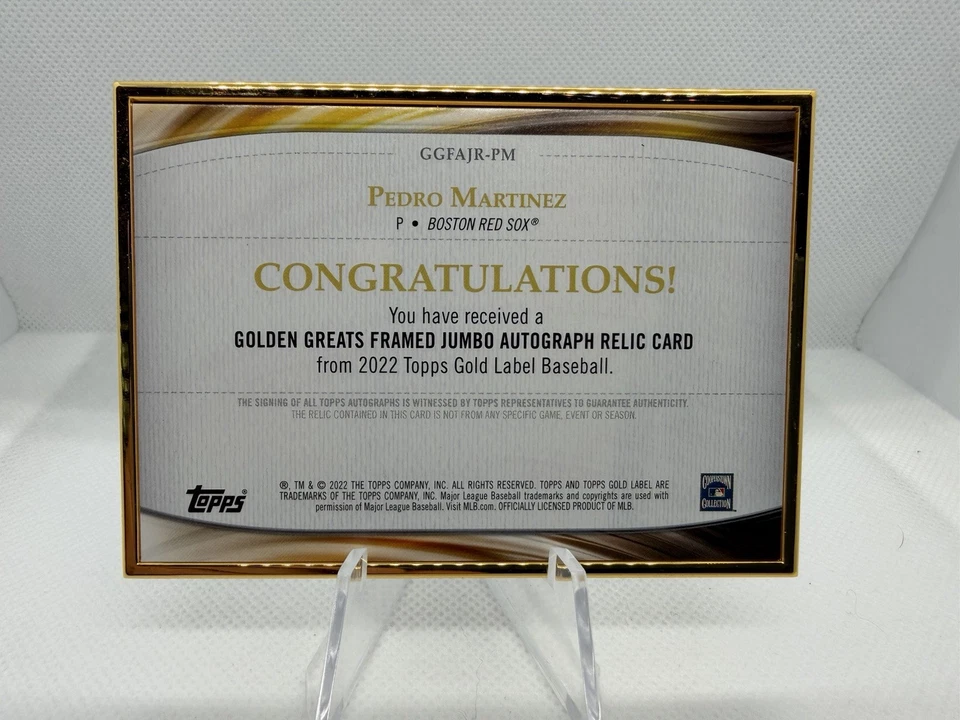 GGFAJR-PM
PEDRO MARTINEZ
P • BOSTON RED SOX®
CONGRATULATIONS!
You have received a
GOLDEN GREATS FRAMED JUMBO AUTOGRAPH RELIC CARD
from 2022 Topps Gold Label Baseball.
THE SIGNING OF ALL TOPPS AUTOGRAPHS IS WITNESSED BY TOPPS REPRESENTATIVES TO GUARANTEE AUTHENTICITY.
THE RELIC CONTAINED IN THIS CARD IS NOT FROM ANY SPECIFIC GAME, EVENT OR SEASON.
topps®
®, TM & © 2022 THE TOPPS COMPANY, INC. ALL RIGHTS RESERVED. TOPPS AND TOPPS GOLD LABEL ARE
TRADEMARKS OF THE TOPPS COMPANY, INC. Major League Baseball trademarks and copyrights are used with
permission of Major League Baseball. Visit MLB.com. OFFICIALLY LICENSED PRODUCT OF MLB.
COOPERSTOWN
COLLECTION™